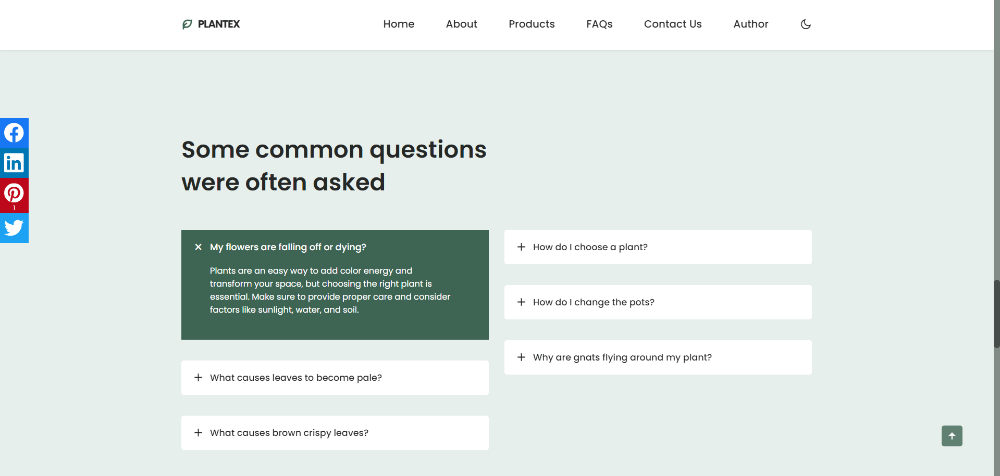 PLANTEX
Home
About
Products
FAQs
Contact Us
Author
1
Some common questions
were often asked
My flowers are falling off or dying?
Plants are an easy way to add color energy and
transform your space, but choosing the right plant is
essential. Make sure to provide proper care and consider
factors like sunlight, water, and soil.
What causes leaves to become pale?
What causes brown crispy leaves?
How do I choose a plant?
How do I change the pots?
Why are gnats flying around my plant?